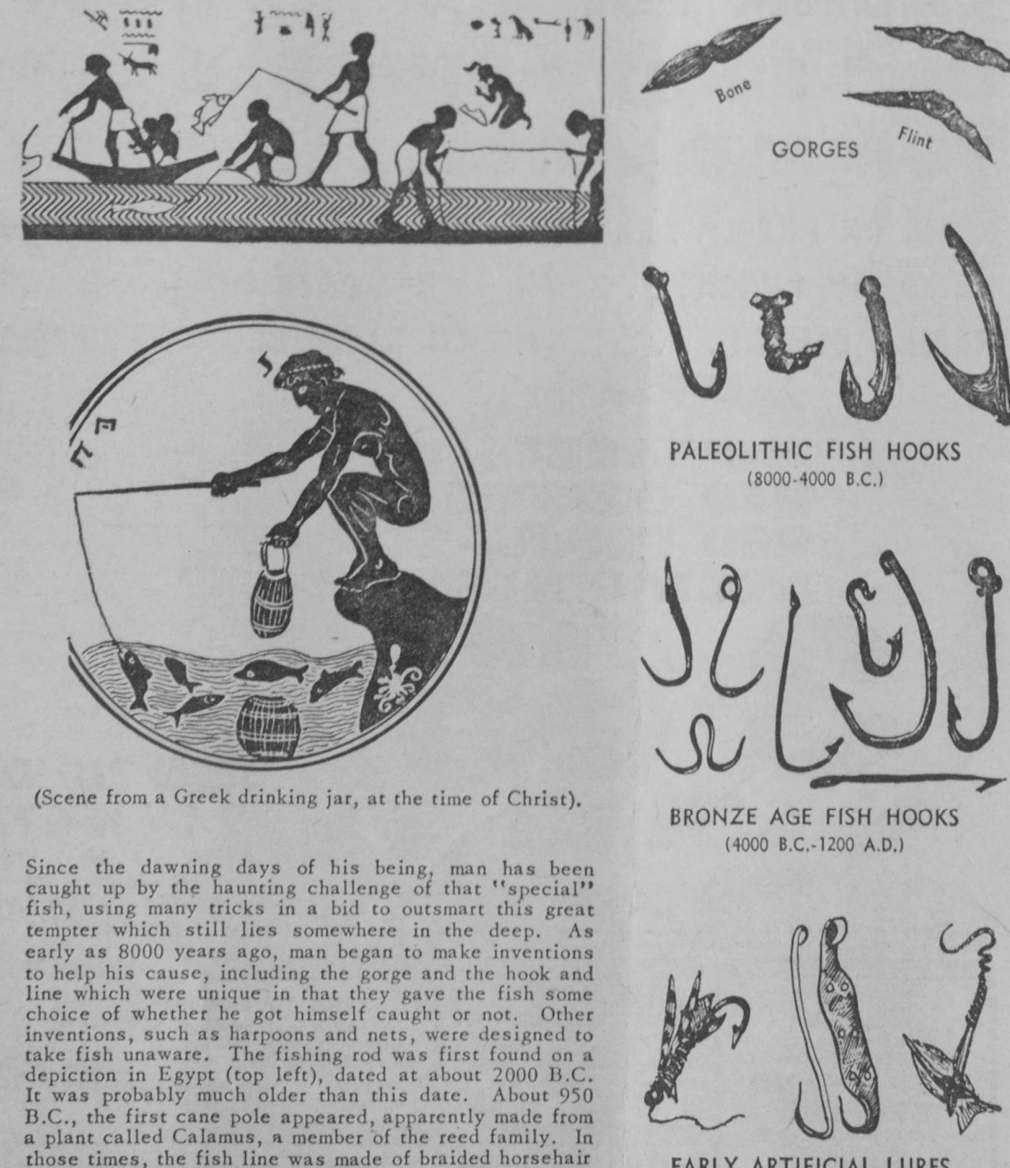 Bone
Flint
GORGES
PALEOLITHIC FISH HOOKS
(8000-4000 B.C.)
BRONZE AGE FISH HOOKS
(4000 B.C.-1200 A.D.)
EARLY ARTIFICIAL LURES
(Scene from a Greek drinking jar, at the time of Christ).
Since the dawning days of his being, man has been
caught up by the haunting challenge of that "special"
fish, using many tricks in a bid to outsmart this great
tempter which still lies somewhere in the deep. As
early as 8000 years ago, man began to make inventions
to help his cause, including the gorge and the hook and
line which were unique in that they gave the fish some
choice of whether he got himself caught or not. Other
inventions, such as harpoons and nets, were designed to
take fish unaware. The fishing rod was first found on a
depiction in Egypt (top left), dated at about 2000 B.C.
It was probably much older than this date. About 950
B.C., the first cane pole appeared, apparently made from
a plant called Calamus, a member of the reed family. In
those times, the fish line was made of braided horsehair